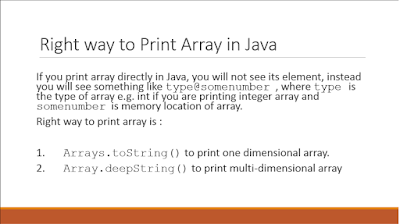 Right way to Print Array in Java
If you print array directly in Java, you will not see its element, instead
you will see something like type@somenumber , where type is
the type of array e.g. int if you are printing integer array and
somenumber is memory location of array.
Right way to print array is :
1. Arrays.toString() to print one dimensional array.
2. Array.deepString() to print multi-dimensional array